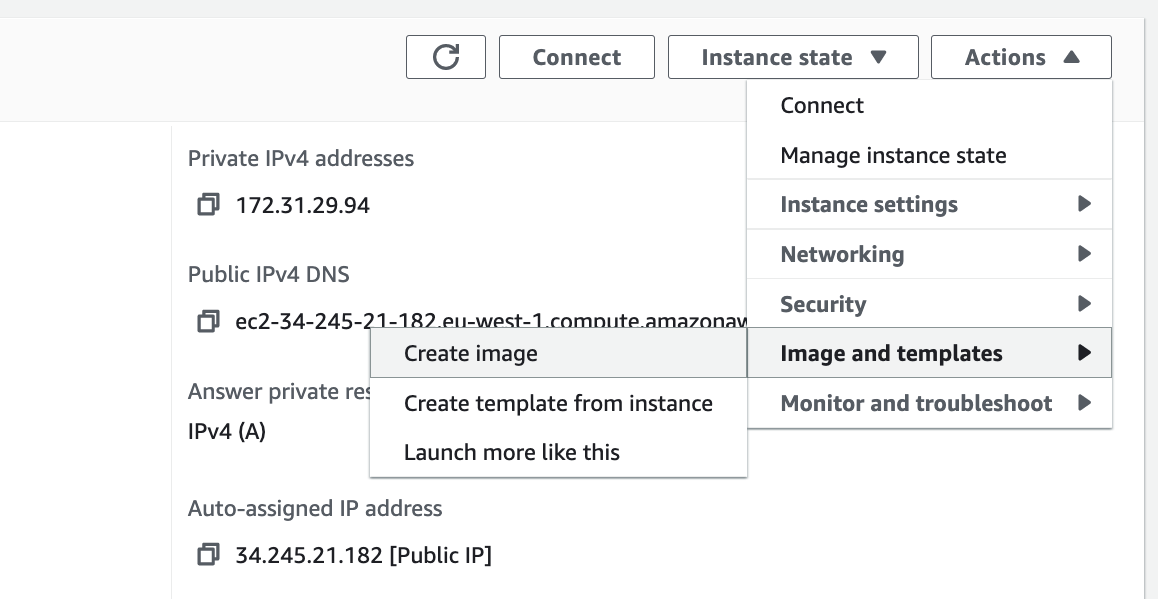 Connect
Instance state
Actions
Connect
Manage instance state
Instance settings
Networking
Security
Image and templates
Monitor and troubleshoot
Create image
Create template from instance
Launch more like this
Private IPv4 addresses
172.31.29.94
Public IPv4 DNS
ec2-34-245-21-182.eu-west-1.compute.amazonaw
Answer private res
IPv4 (A)
Auto-assigned IP address
34.245.21.182 [Public IP]